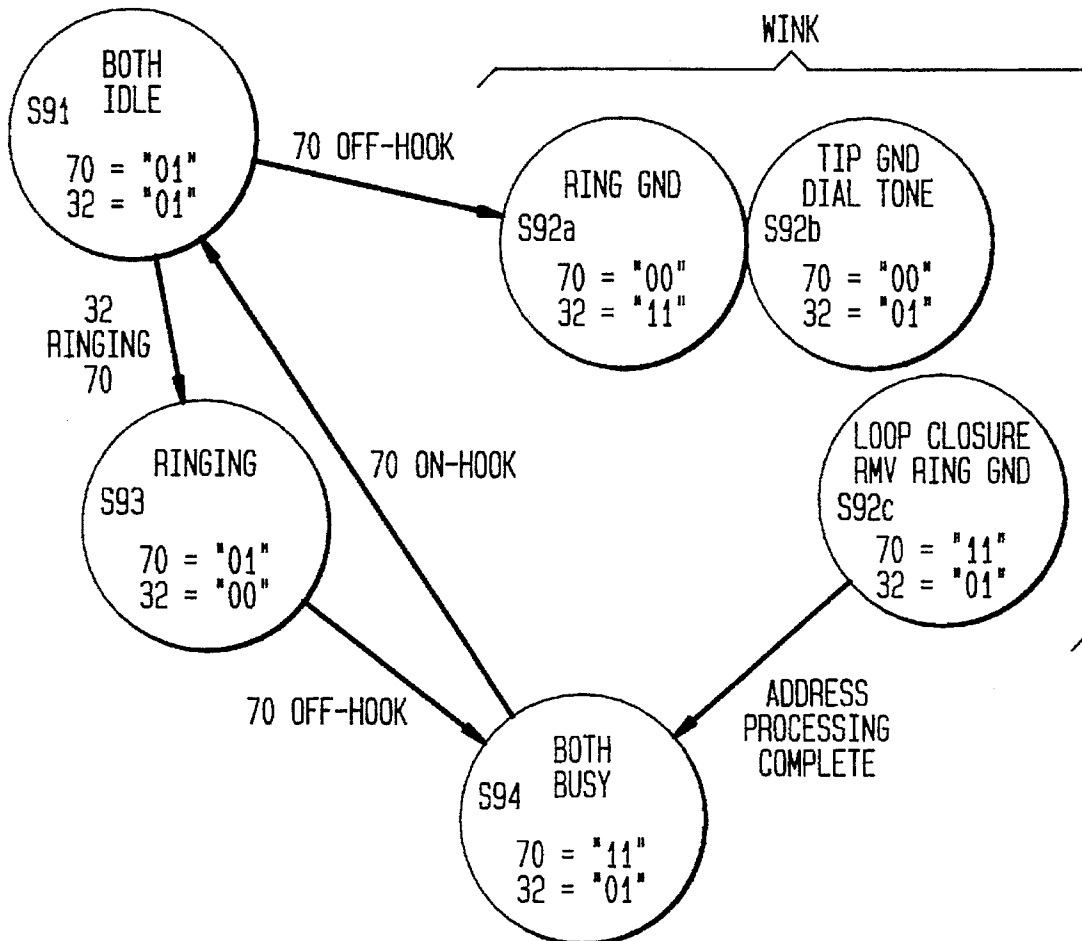 WINK
BOTH
IDLE
S91
70 = "01"
32 = "01"
70 OFF-HOOK
RING GND
S92a
70 = "00"
32 = "11"
TIP GND
DIAL TONE
S92b
70 = "00"
32 = "01"
32
RINGING
70
RINGING
S93
70 = "01"
32 = "00"
70 ON-HOOK
LOOP CLOSURE
RMV RING GND
S92c
70 = "11"
32 = "01"
70 OFF-HOOK
ADDRESS
PROCESSING
COMPLETE
BOTH
BUSY
S94
70 = "11"
32 = "01"